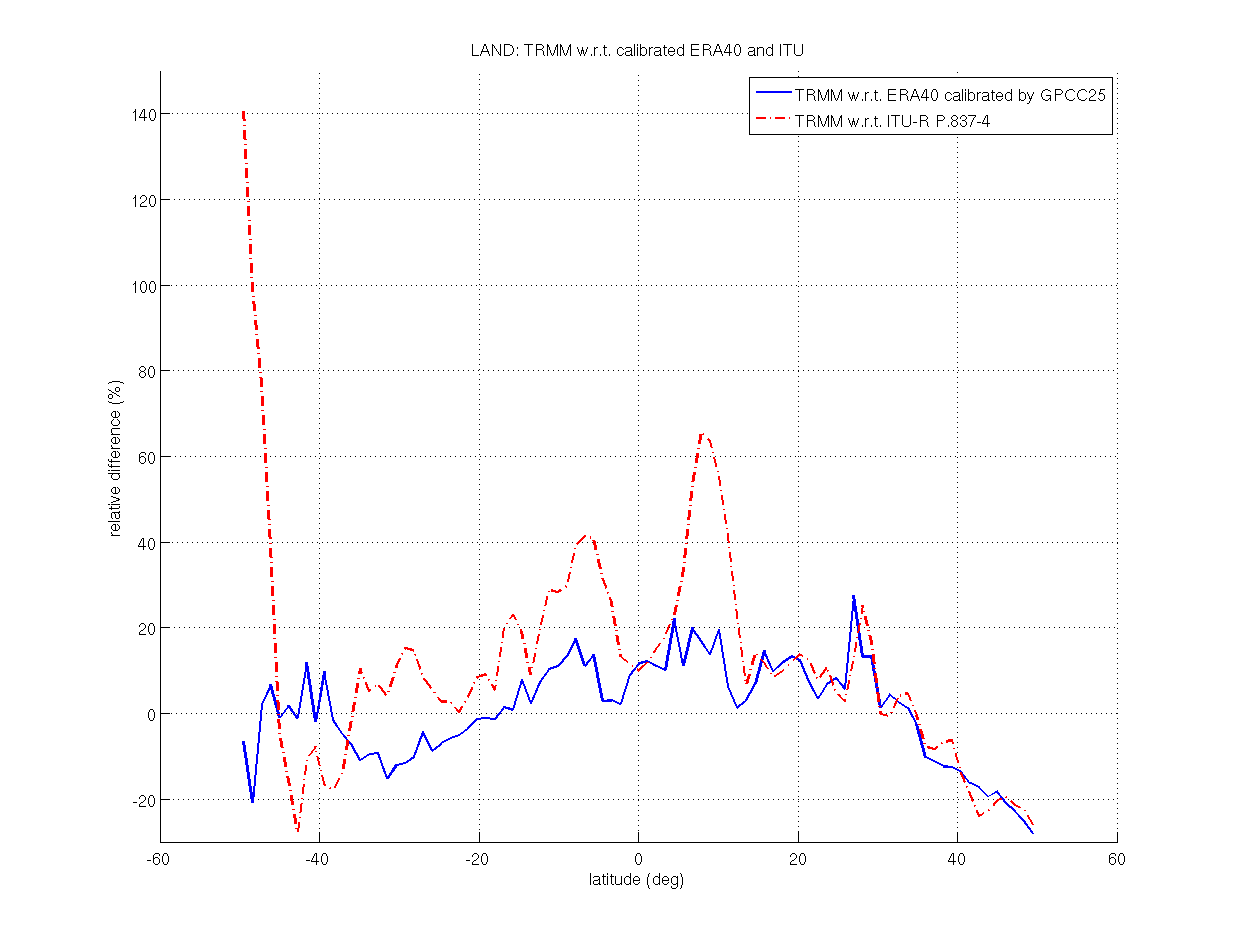 LAND: TRMM w.r.t. calibrated ERA40 and ITU
TRMM w.r.t. ERA40 calibrated by GPCC25
TRMM w.r.t. ITU-R P.837-4
140
120
100
80
60
40
20
0
-20
relative difference (%)
-60 -40 -20 0 20 40 60
latitude (deg)